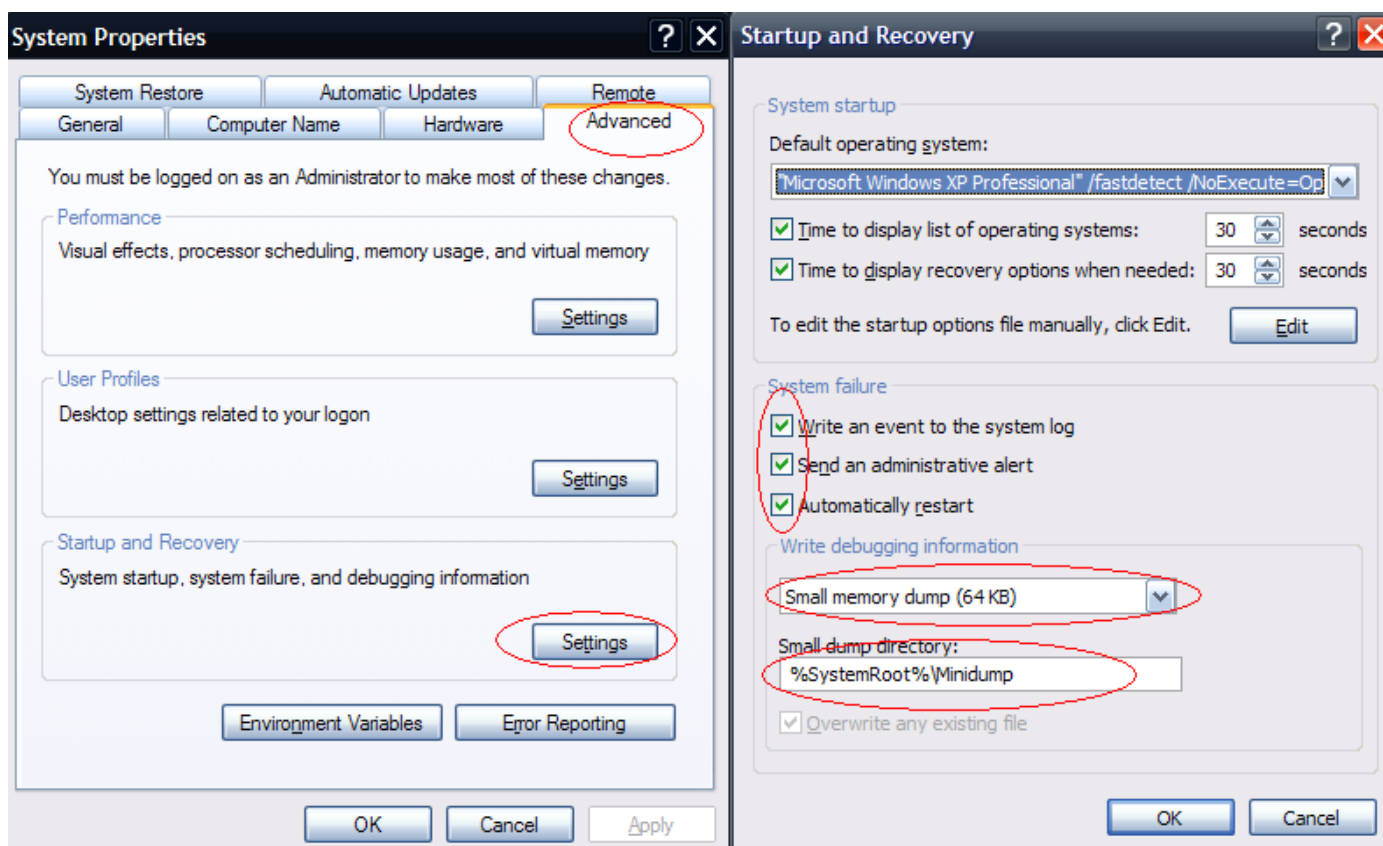 System Properties
System Restore
Automatic Updates
Remote
General
Computer Name
Hardware
Advanced
You must be logged on as an Administrator to make most of these changes.
Performance
Visual effects, processor scheduling, memory usage, and virtual memory
Settings
User Profiles
Desktop settings related to your logon
Settings
Startup and Recovery
System startup, system failure, and debugging information
Settings
Environment Variables
Error Reporting
OK
Cancel
Apply
Startup and Recovery
System startup
Default operating system:
"Microsoft Windows XP Professional" /fastdetect /NoExecute=Op
Time to display list of operating systems: 30 seconds
Time to display recovery options when needed: 30 seconds
To edit the startup options file manually, click Edit.
Edit
System failure
Write an event to the system log
Send an administrative alert
Automatically restart
Write debugging information
Small memory dump (64 KB)
Small dump directory:
%SystemRoot%\Minidump
Overwrite any existing file
OK
Cancel